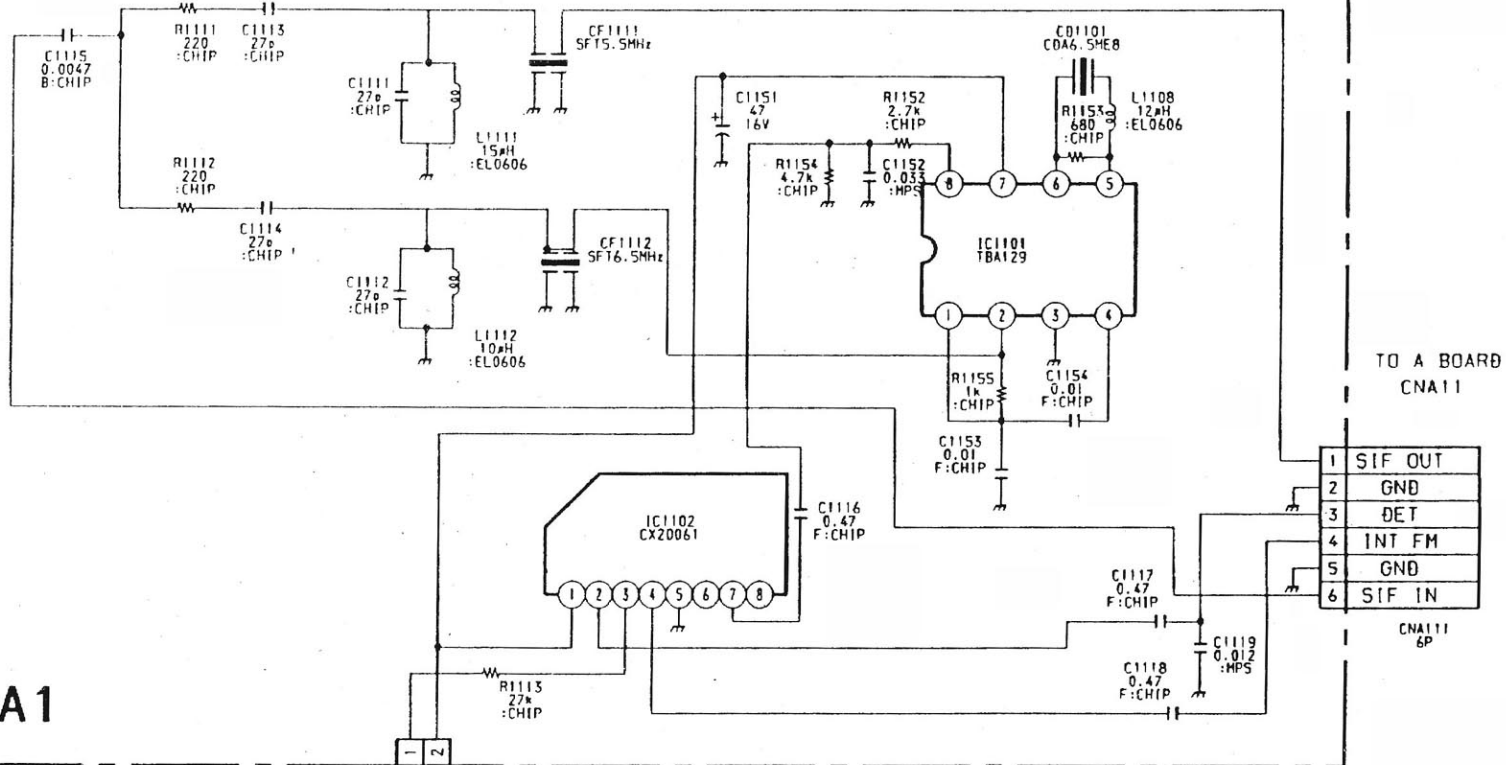 R1111
220
:CHIP
C1113
27p
:CHIP
C1115
0.0047
B:CHIP
CF1111
SFT5.5MHz
C1111
27p
:CHIP
L1111
15µH
:EL0606
R1112
220
:CHIP
C1114
27p
:CHIP
CF1112
SFT6.5MHz
C1112
27p
:CHIP
L1112
10µH
:EL0606
C1151
47
16V
+
R1152
2.7k
:CHIP
R1154
4.7k
:CHIP
C1152
0.033
:MPS
CD1101
CDA6.5ME8
R1153
680
:CHIP
L1108
12µH
:EL0606
8
7
6
5
IC1101
TBA129
1
2
3
4
R1155
1k
:CHIP
C1154
0.01
F:CHIP
C1153
0.01
F:CHIP
IC1102
CX20061
1
2
3
4
5
6
7
8
C1116
0.47
F:CHIP
C1117
0.47
F:CHIP
C1118
0.47
F:CHIP
C1119
0.012
:MPS
R1113
27k
:CHIP
TO A BOARD
CNA11
1 SIF OUT
2 GND
3 DET
4 INT FM
5 GND
6 SIF IN
CNA111
6P
A1
1
2